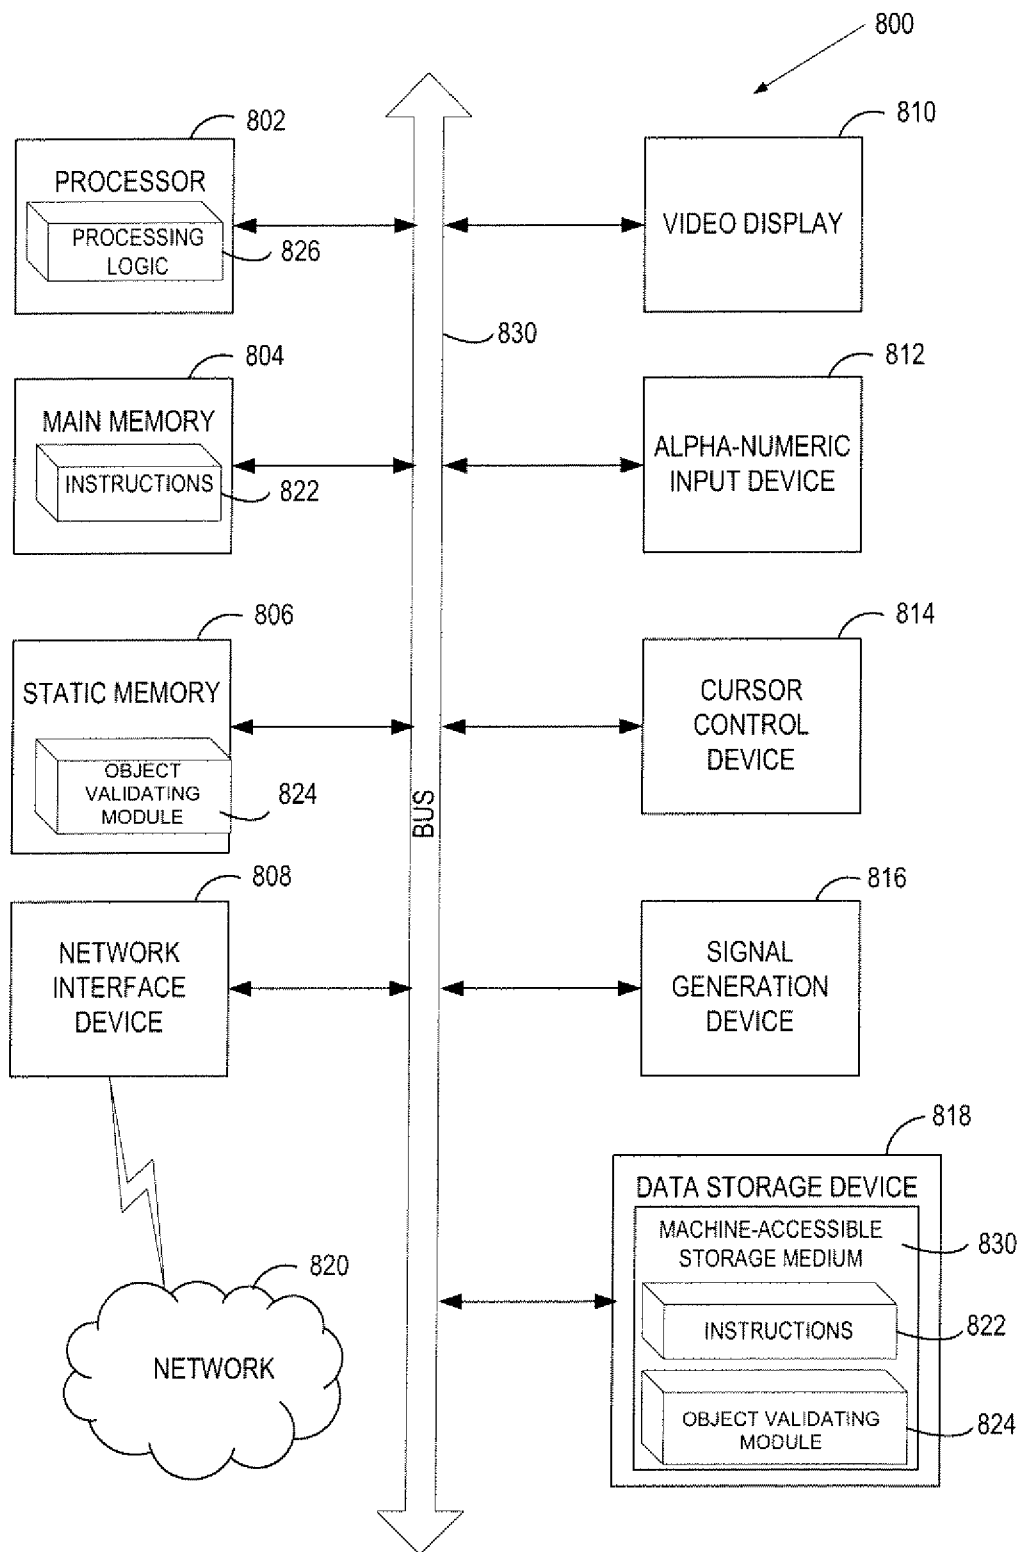 800
802
PROCESSOR
PROCESSING
LOGIC
826
810
VIDEO DISPLAY
830
804
MAIN MEMORY
INSTRUCTIONS
822
812
ALPHA-NUMERIC
INPUT DEVICE
806
STATIC MEMORY
OBJECT
VALIDATING
MODULE
824
814
CURSOR
CONTROL
DEVICE
BUS
808
NETWORK
INTERFACE
DEVICE
816
SIGNAL
GENERATION
DEVICE
820
NETWORK
818
DATA STORAGE DEVICE
MACHINE-ACCESSIBLE
STORAGE MEDIUM
830
INSTRUCTIONS
822
OBJECT VALIDATING
MODULE
824